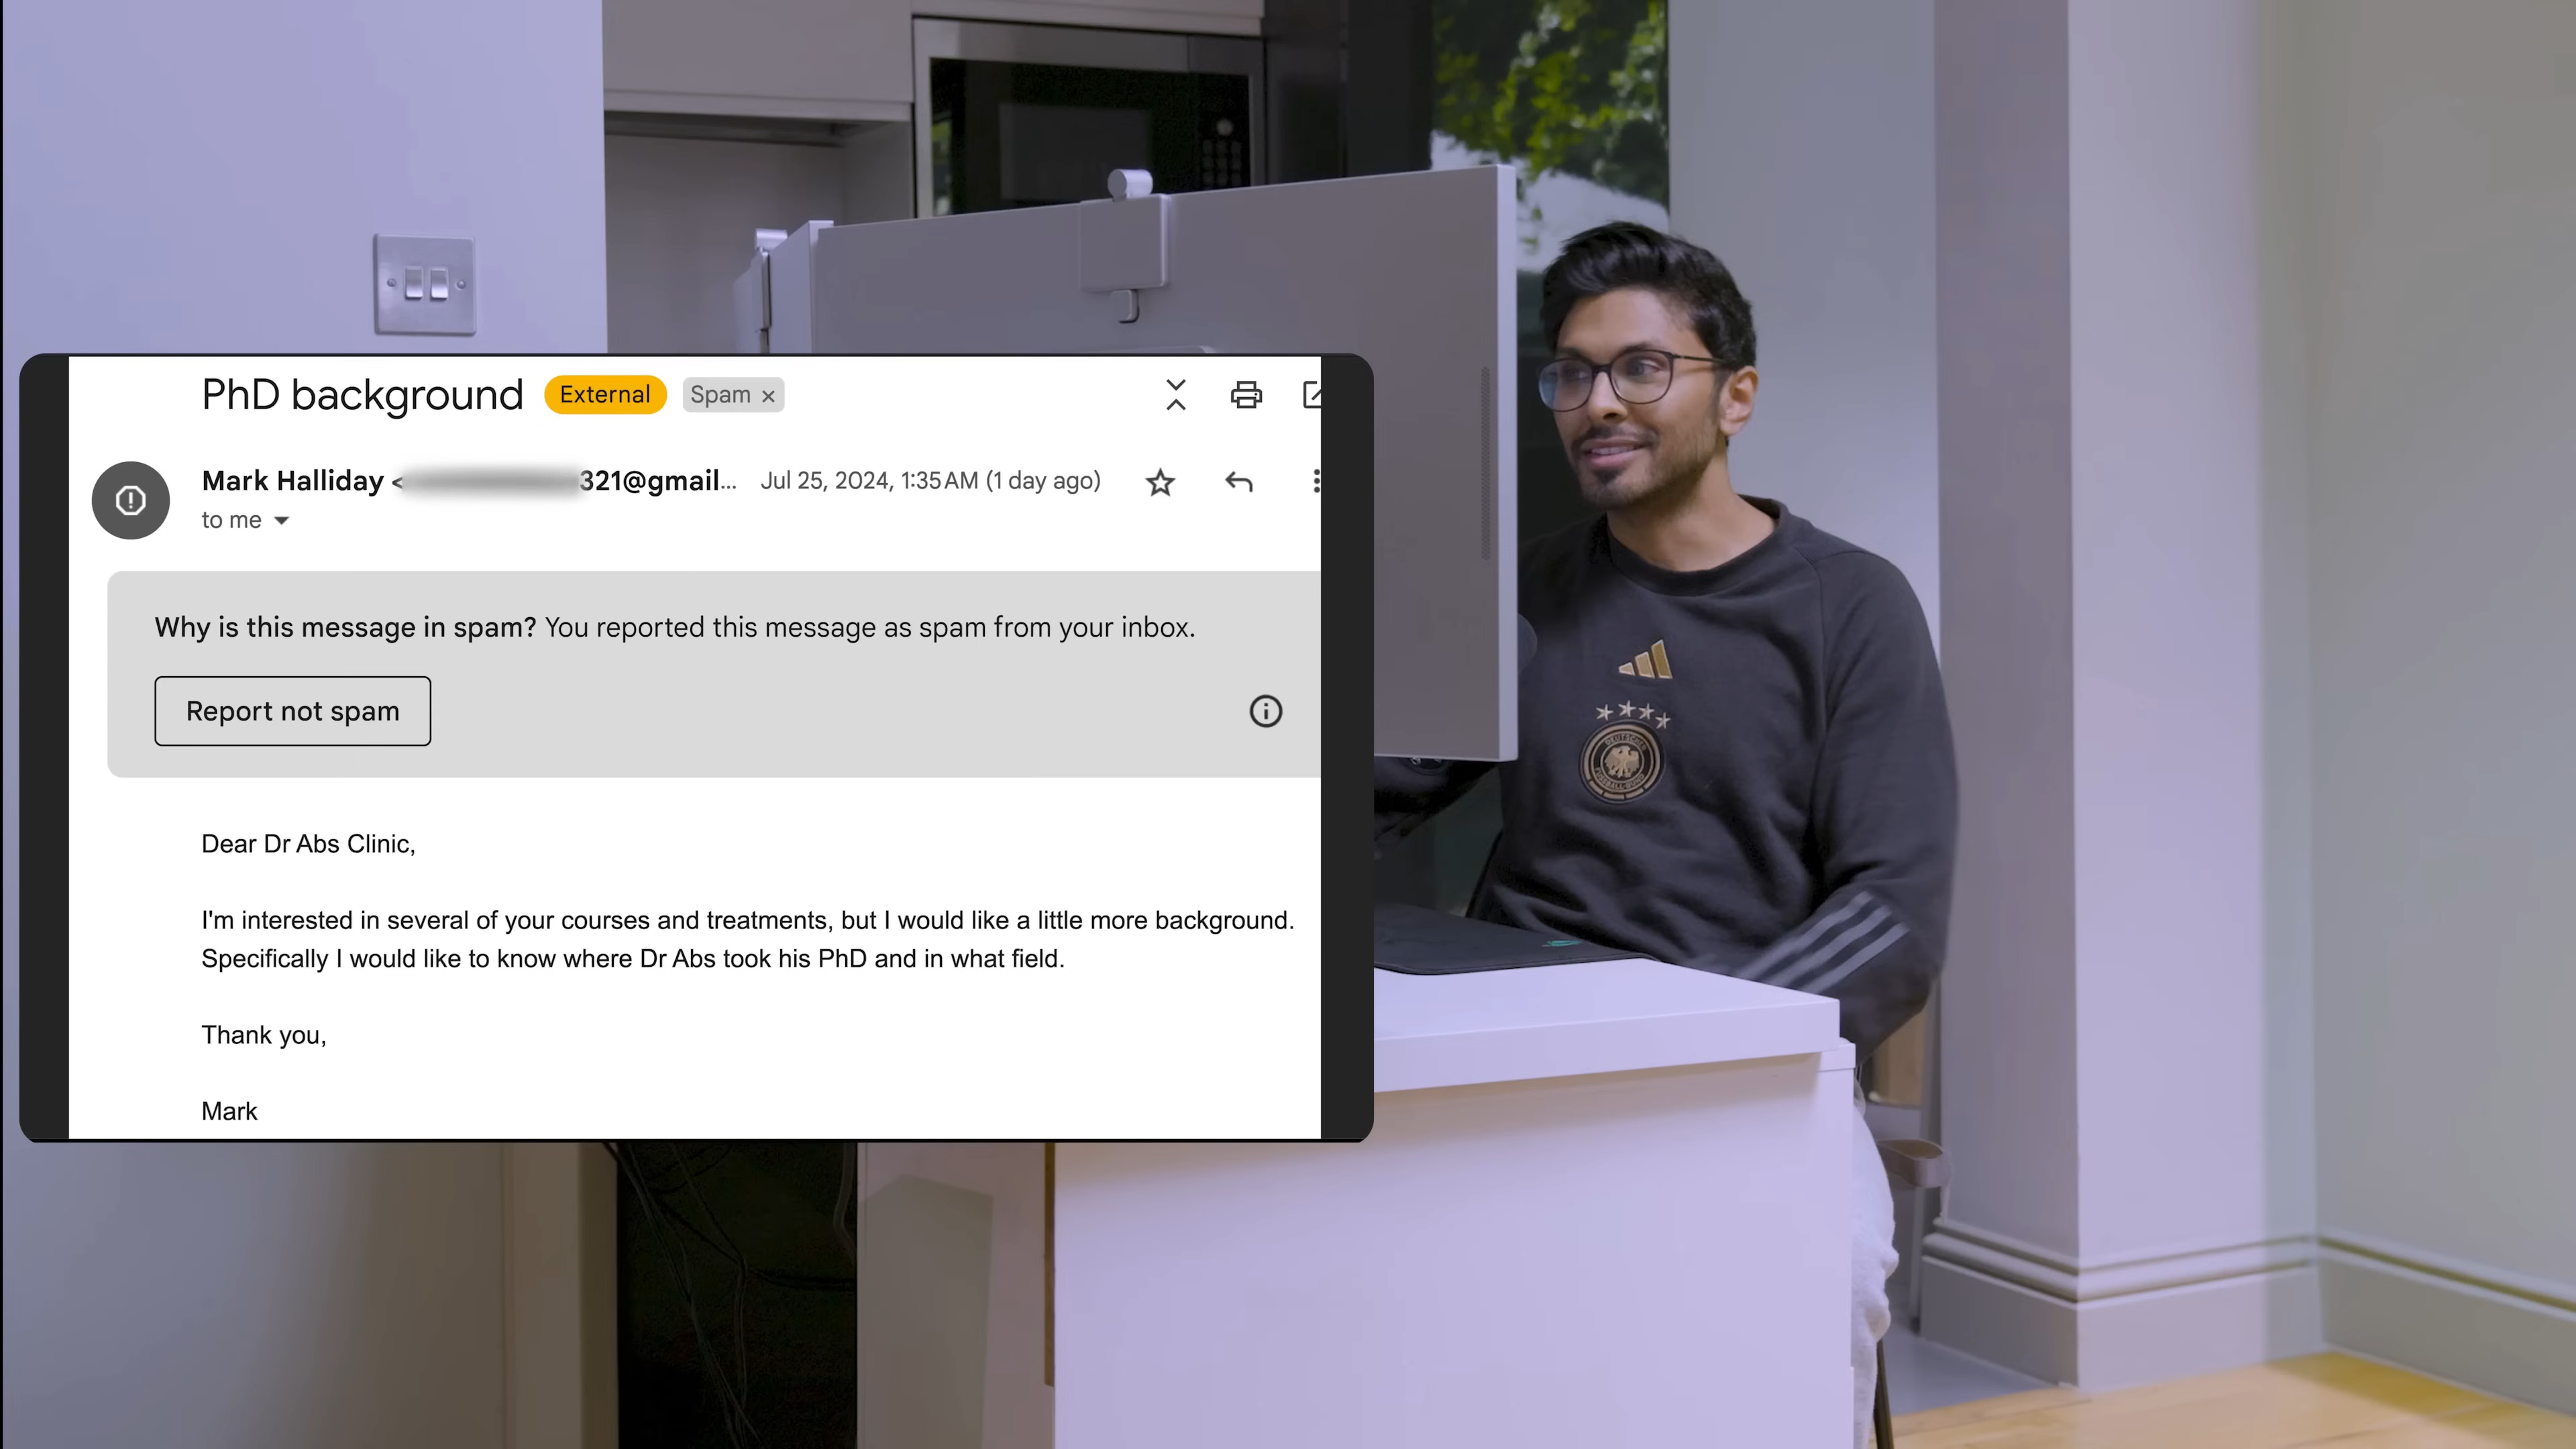 PhD background External Spam ×
Mark Halliday < 321@gmail... Jul 25, 2024, 1:35 AM (1 day ago)
to me
Why is this message in spam? You reported this message as spam from your inbox.
Report not spam
Dear Dr Abs Clinic,
I'm interested in several of your courses and treatments, but I would like a little more background.
Specifically I would like to know where Dr Abs took his PhD and in what field.
Thank you,
Mark
DEUTSCHER
FUSSBALL-BUND